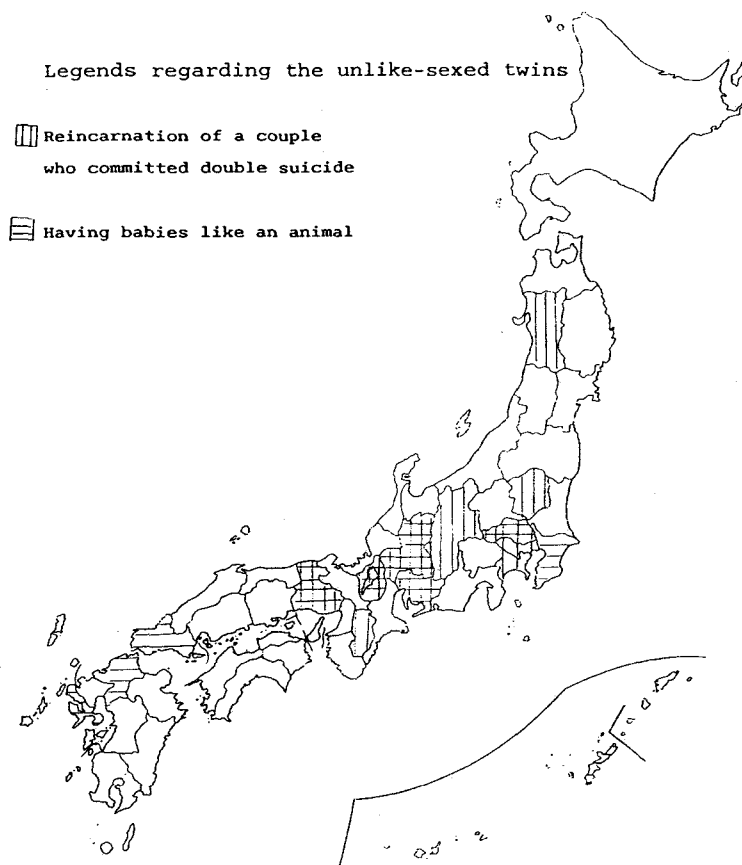 Legends regarding the unlike-sexed twins
Reincarnation of a couple
who committed double suicide
Having babies like an animal